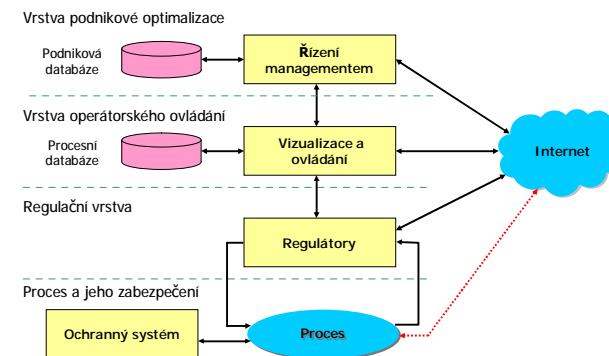 Vrstva podnikové optimalizace
Podniková
databáze
Řízení
managementem
Vrstva operátorského ovládání
Procesní
databáze
Vizualizace a
ovládání
Internet
Regulační vrstva
Regulátory
Proces a jeho zabezpečení
Ochranný systém
Proces